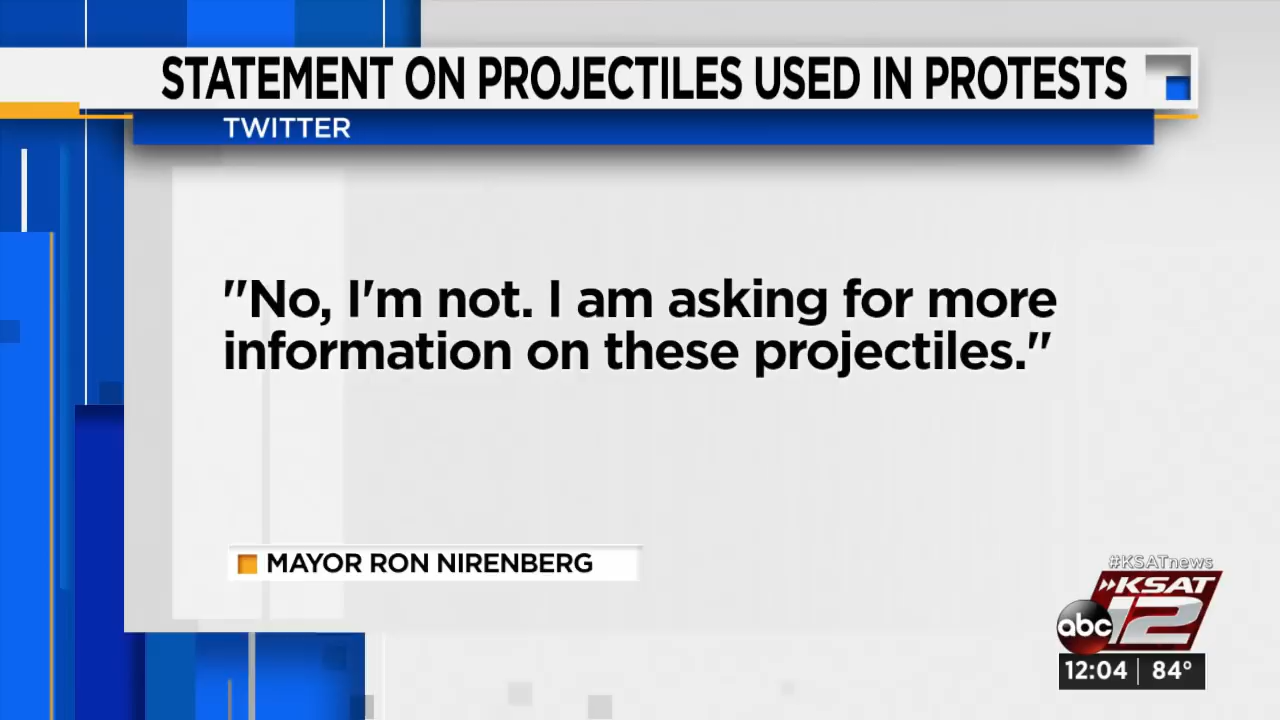 STATEMENT ON PROJECTILES USED IN PROTESTS
TWITTER
"No, I'm not. I am asking for more
information on these projectiles."
MAYOR RON NIRENBERG
#KSATnews
KSAT
abc 12
12:04 84°